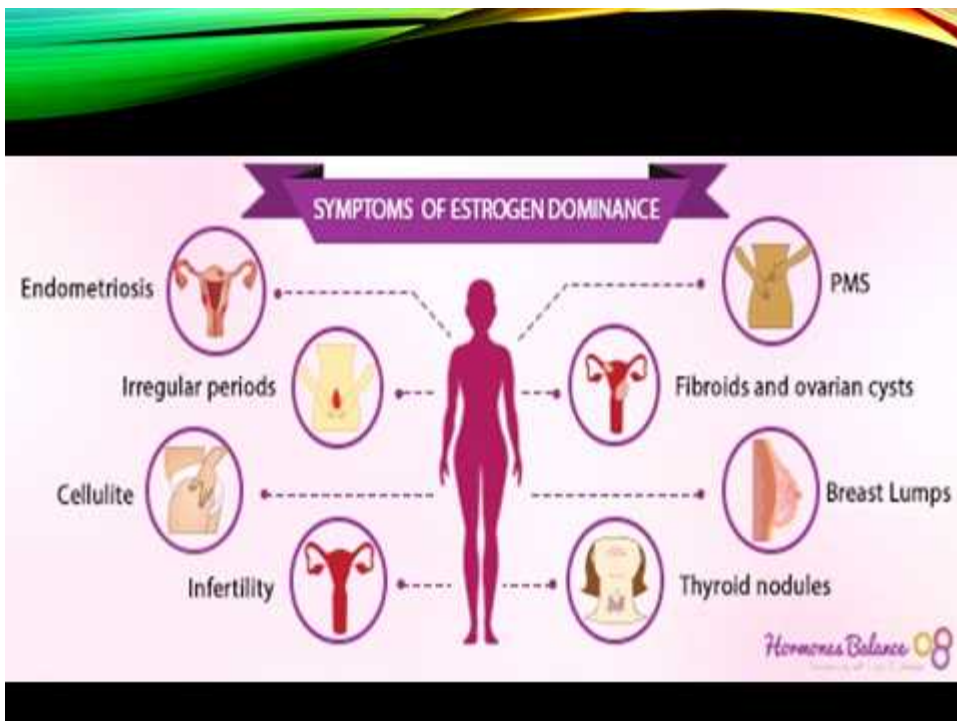 SYMPTOMS OF ESTROGEN DOMINANCE
Endometriosis
PMS
Irregular periods
Fibroids and ovarian cysts
Cellulite
Breast Lumps
Infertility
Thyroid nodules
Hormones Balance